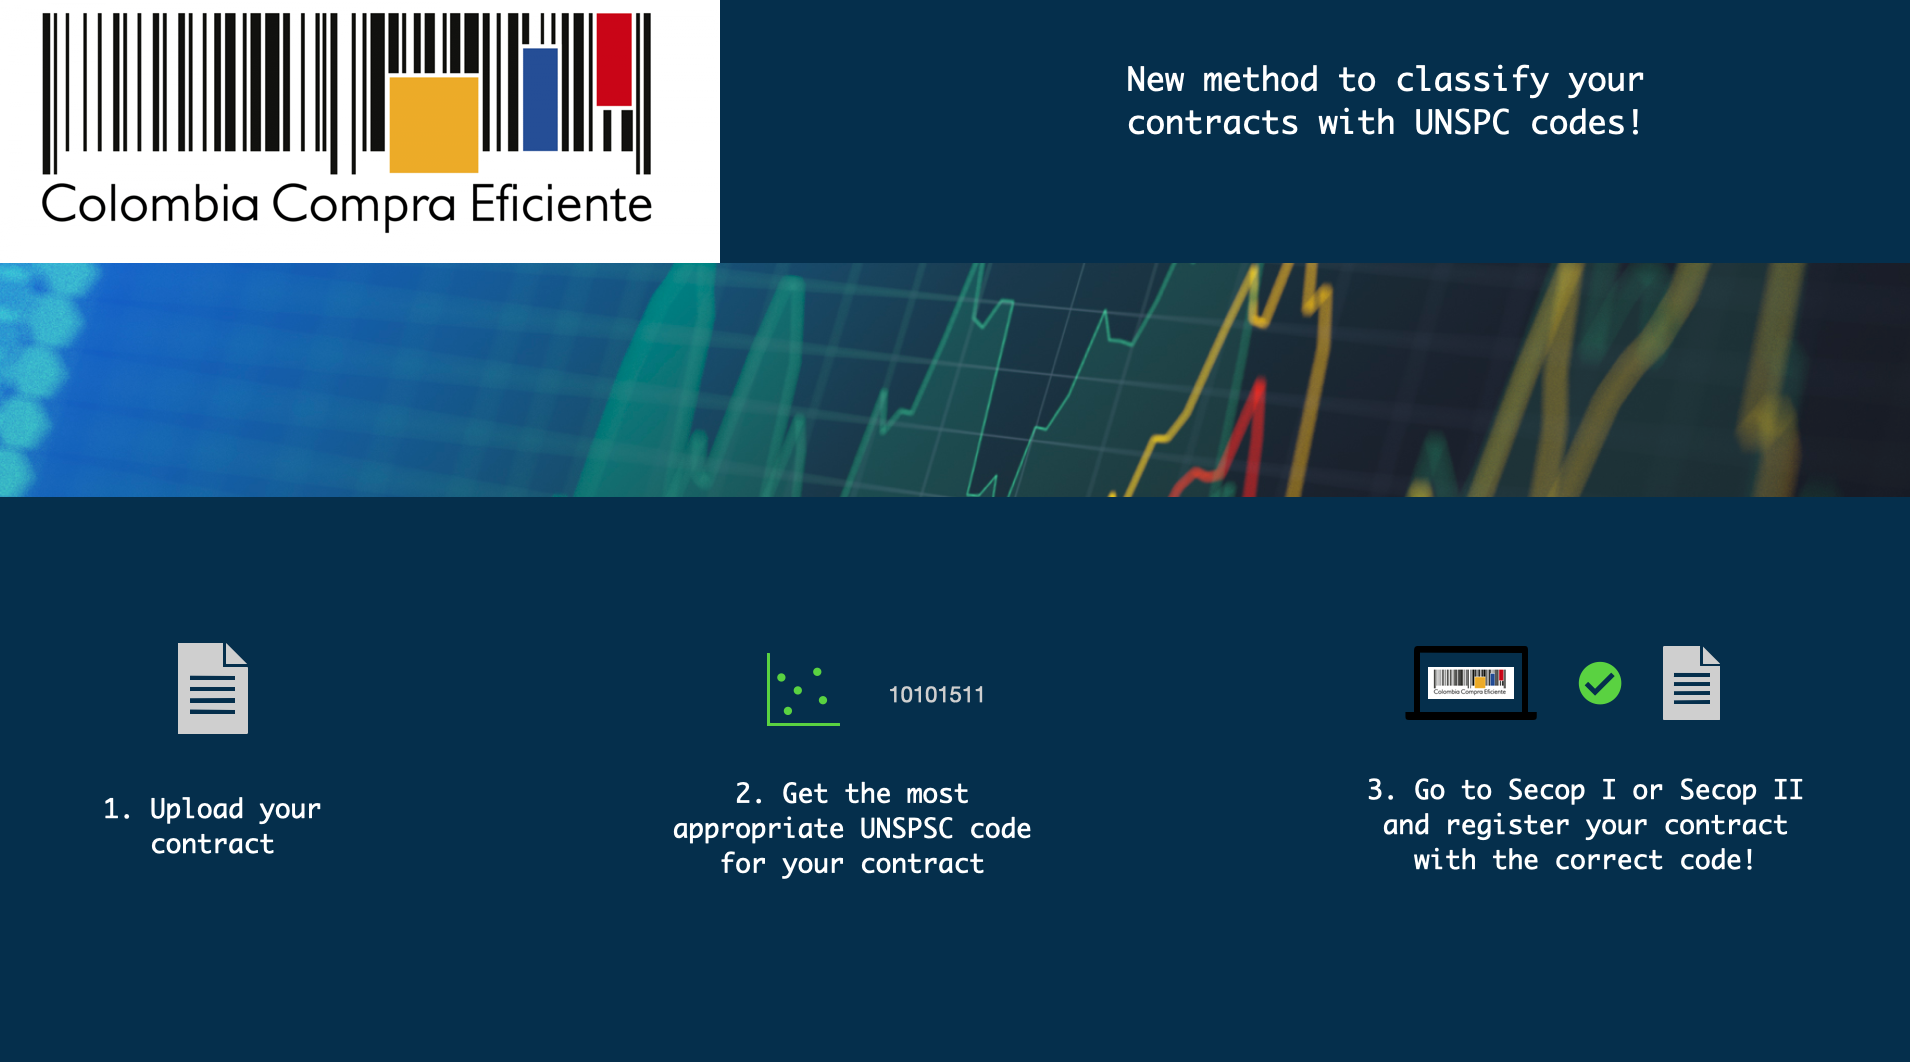 Colombia Compra Eficiente
New method to classify your
contracts with UNSPC codes!
10101511
Colombia Compra Eficiente
1. Upload your
contract
2. Get the most
appropriate UNSPSC code
for your contract
3. Go to Secop I or Secop II
and register your contract
with the correct code!